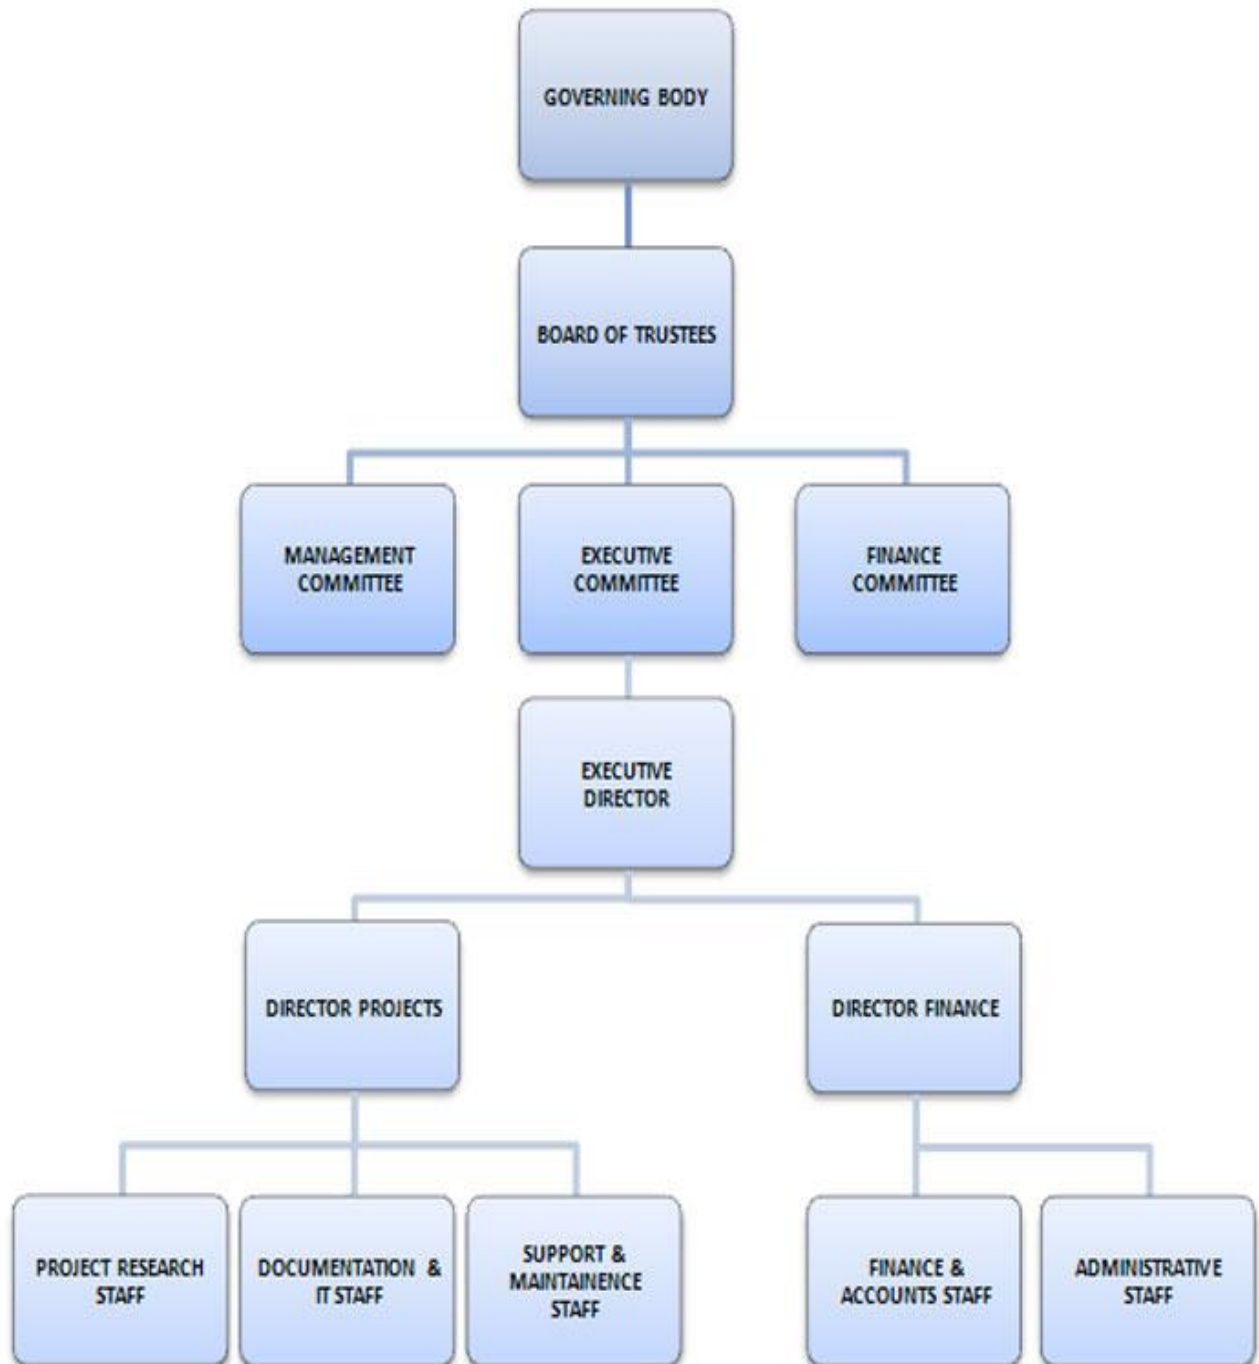 GOVERNING BODY
BOARD OF TRUSTEES
MANAGEMENT
COMMITTEE
EXECUTIVE
COMMITTEE
FINANCE
COMMITTEE
EXECUTIVE
DIRECTOR
DIRECTOR PROJECTS
DIRECTOR FINANCE
PROJECT RESEARCH
STAFF
DOCUMENTATION &
IT STAFF
SUPPORT &
MAINTAINENCE
STAFF
FINANCE &
ACCOUNTS STAFF
ADMINISTRATIVE
STAFF